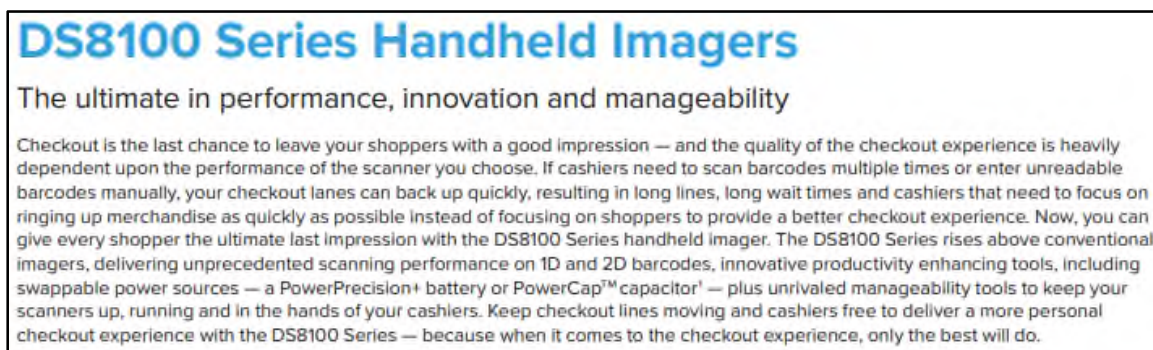 DS8100 Series Handheld Imagers
The ultimate in performance, innovation and manageability
Checkout is the last chance to leave your shoppers with a good impression — and the quality of the checkout experience is heavily
dependent upon the performance of the scanner you choose. If cashiers need to scan barcodes multiple times or enter unreadable
barcodes manually, your checkout lanes can back up quickly, resulting in long lines, long wait times and cashiers that need to focus on
ringing up merchandise as quickly as possible instead of focusing on shoppers to provide a better checkout experience. Now, you can
give every shopper the ultimate last impression with the DS8100 Series handheld imager. The DS8100 Series rises above conventional
imagers, delivering unprecedented scanning performance on 1D and 2D barcodes, innovative productivity enhancing tools, including
swappable power sources — a PowerPrecision+ battery or PowerCap™ capacitor¹ — plus unrivaled manageability tools to keep your
scanners up, running and in the hands of your cashiers. Keep checkout lines moving and cashiers free to deliver a more personal
checkout experience with the DS8100 Series — because when it comes to the checkout experience, only the best will do.